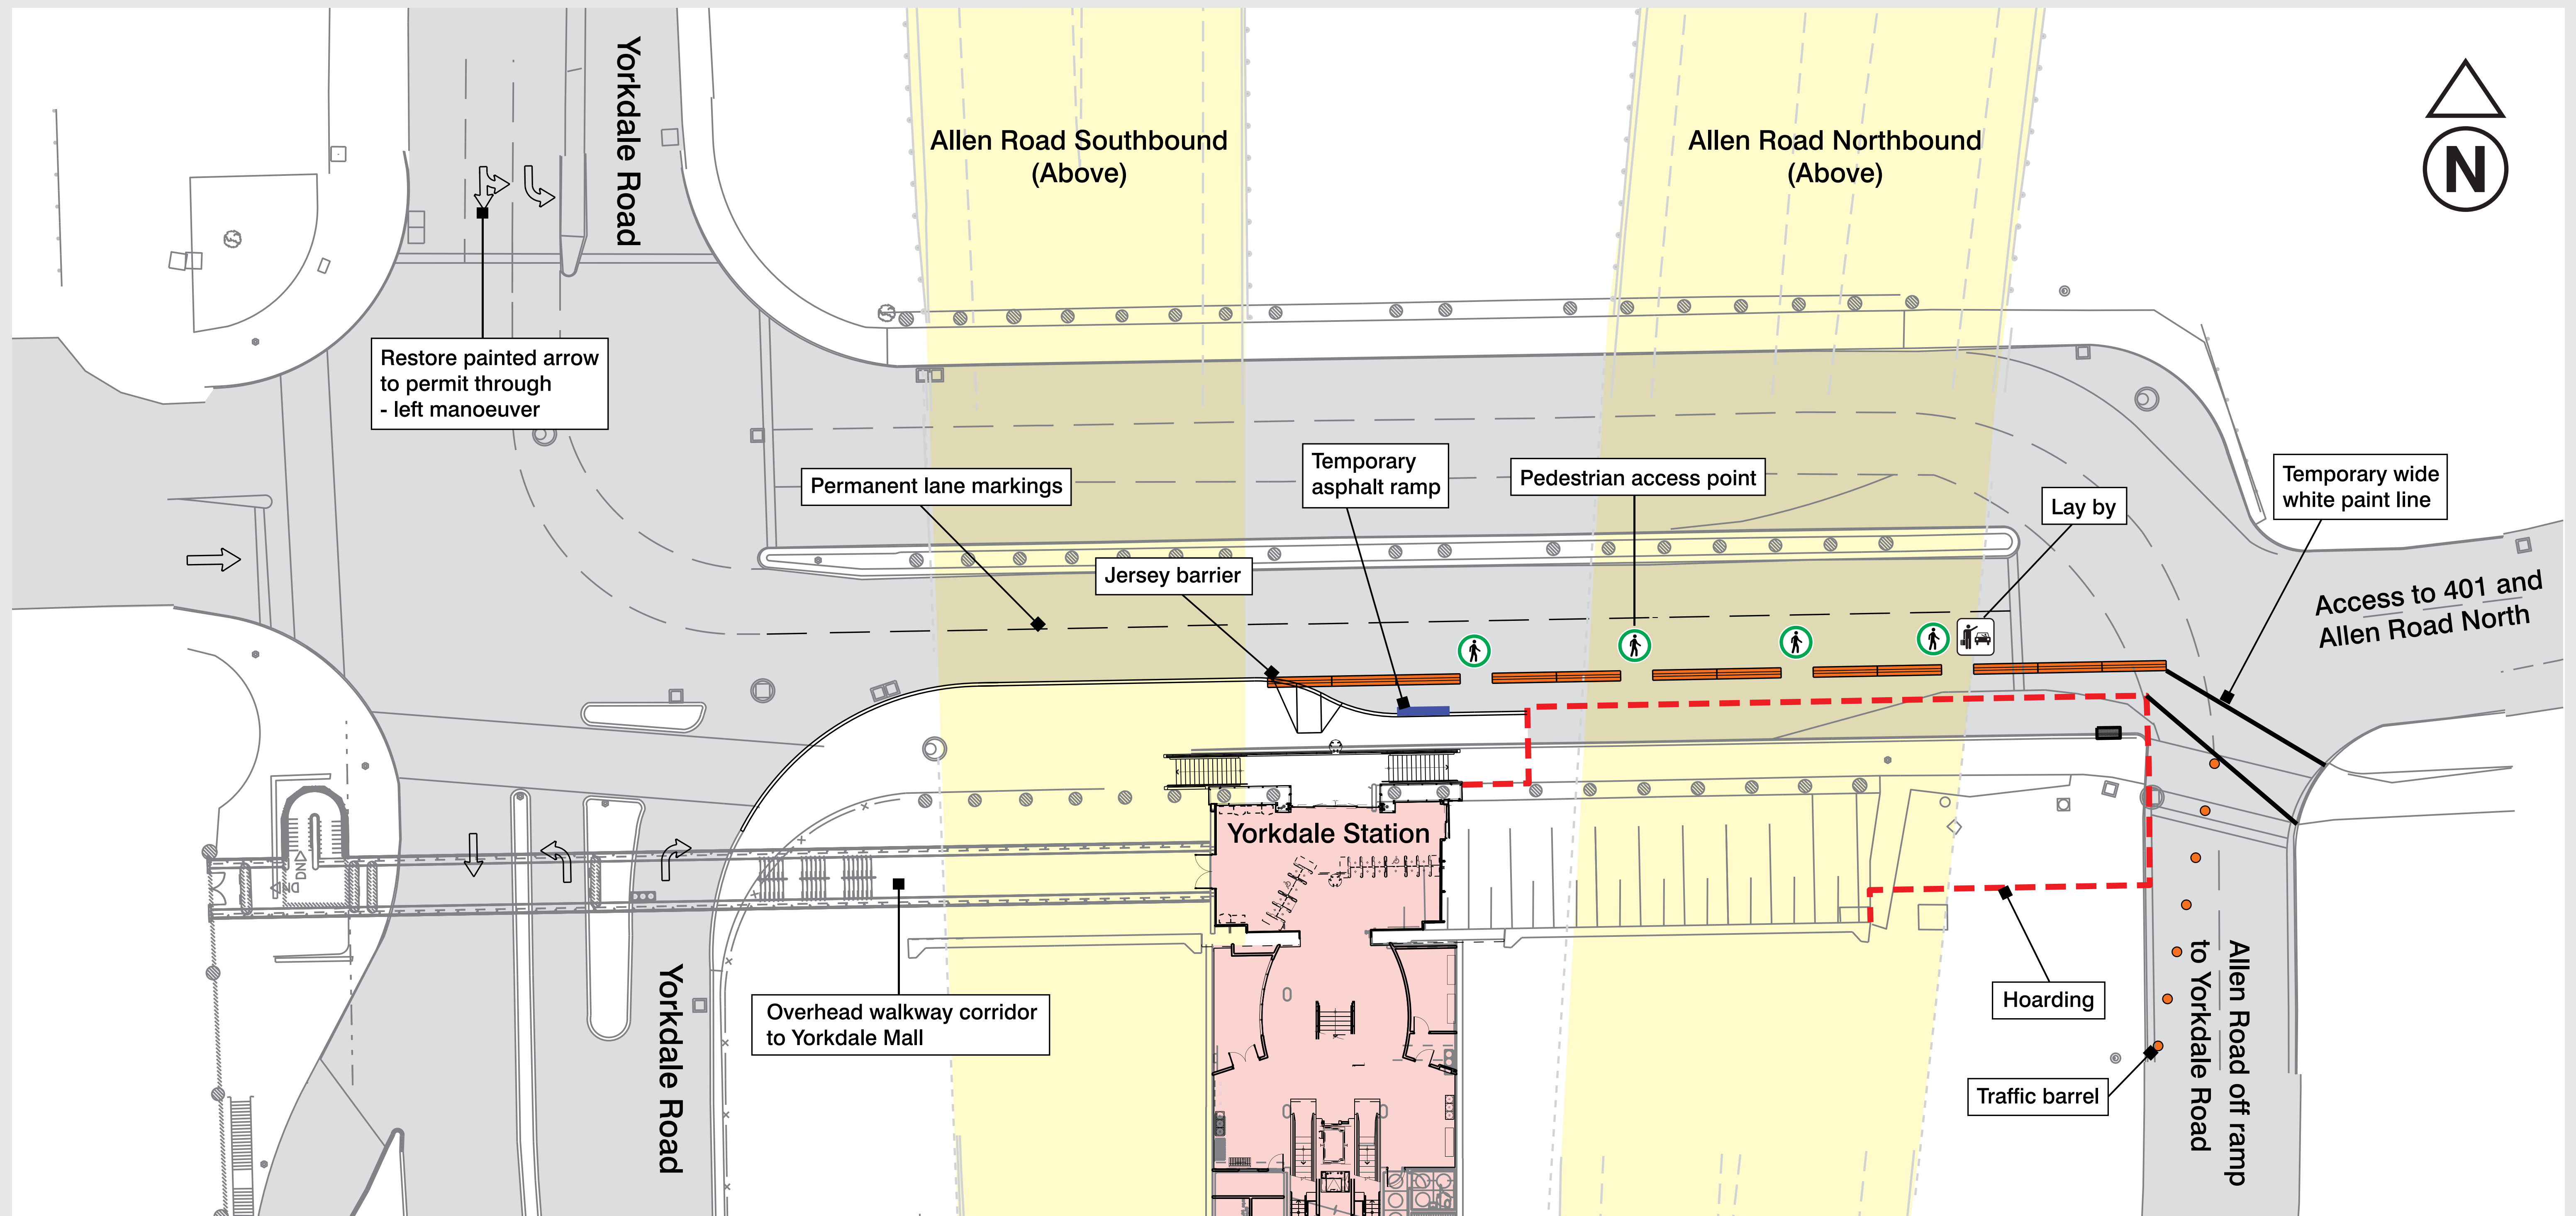 Yorkdale Road
Allen Road Southbound
(Above)
Allen Road Northbound
(Above)
N
Restore painted arrow
to permit through
- left manoeuver
Permanent lane markings
Temporary
asphalt ramp
Pedestrian access point
Lay by
Temporary wide
white paint line
Jersey barrier
Access to 401 and
Allen Road North
Yorkdale Station
DN
DN
Yorkdale Road
Overhead walkway corridor
to Yorkdale Mall
Hoarding
Traffic barrel
Allen Road off ramp
to Yorkdale Road